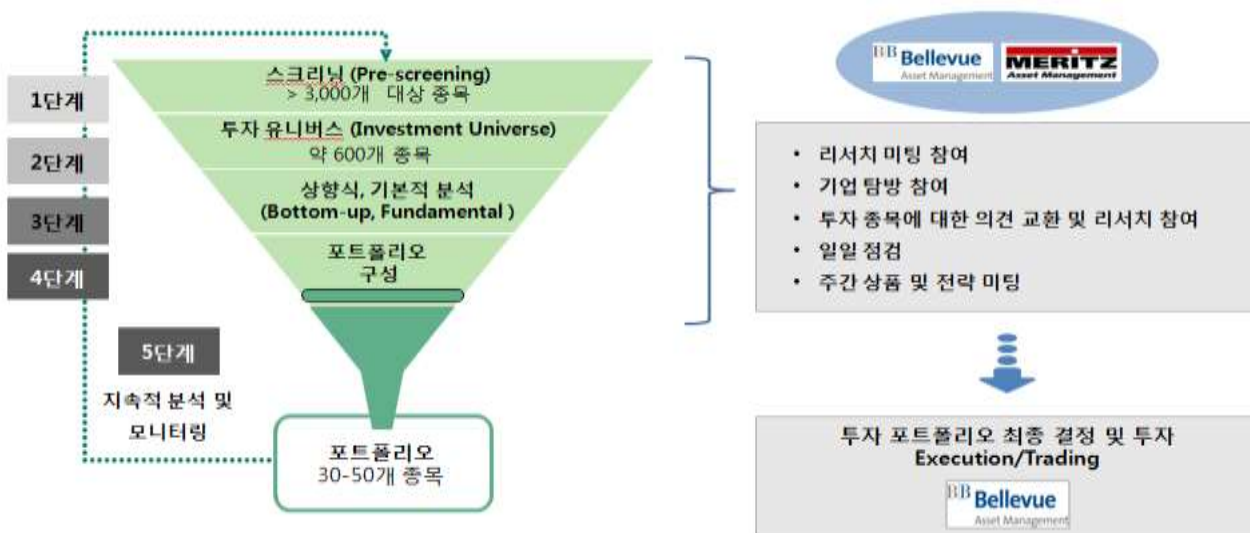 1단계
2단계
3단계
4단계
5단계
지속적 분석 및
모니터링
스크리닝 (Pre-screening)
> 3,000개 대상 종목
투자 유니버스 (Investment Universe)
약 600개 종목
상향식, 기본적 분석
(Bottom-up, Fundamental )
포트폴리오
구성
포트폴리오
30-50개 종목
BB Bellevue
Asset Management
MERITZ
Asset Management
• 리서치 미팅 참여
• 기업 탐방 참여
• 투자 종목에 대한 의견 교환 및 리서치 참여
• 일일 점검
• 주간 상품 및 전략 미팅
투자 포트폴리오 최종 결정 및 투자
Execution/Trading
BB Bellevue
Asset Management